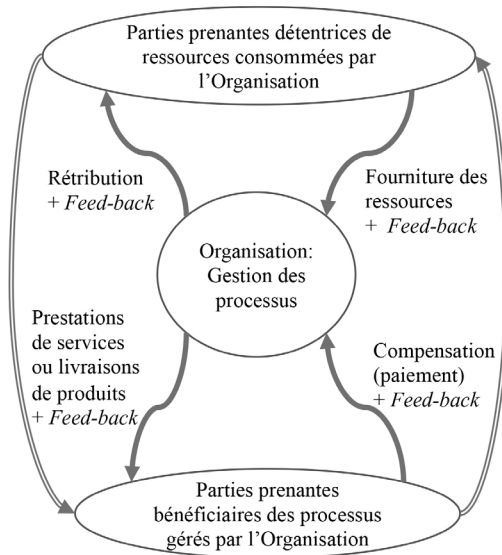 Parties prenantes détentrices de
ressources consommées par
l’Organisation
Rétribution
+ Feed-back
Fourniture des
ressources
+ Feed-back
Organisation:
Gestion des
processus
Prestations
de services
ou livraisons
de produits
+ Feed-back
Compensation
(paiement)
+ Feed-back
Parties prenantes
bénéficiaires des processus
gérés par l’Organisation